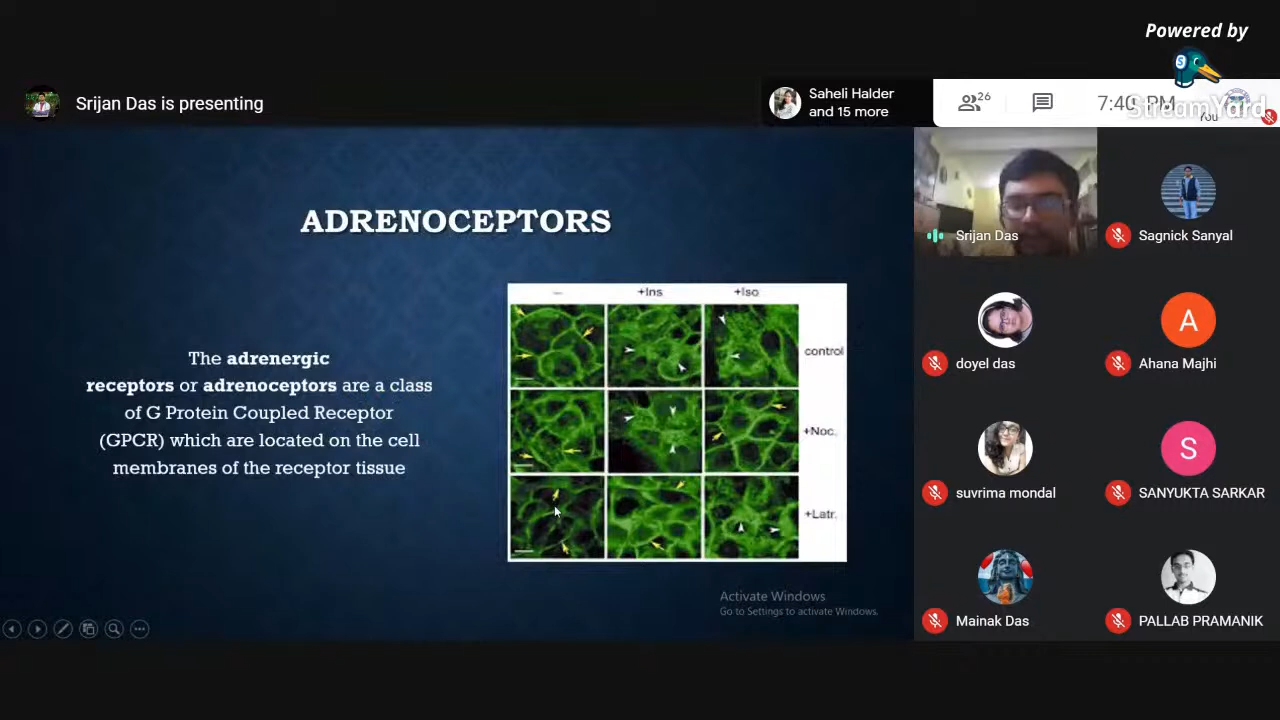 Powered by
StreamYard
Srijan Das is presenting
Saheli Halder
and 15 more
26
7:40 PM
You
ADRENOCEPTORS
The adrenergic
receptors or adrenoceptors are a class
of G Protein Coupled Receptor
(GPCR) which are located on the cell
membranes of the receptor tissue
– +Ins +Iso
control
+Noc.
+Latr.
Activate Windows
Go to Settings to activate Windows.
Srijan Das
Sagnick Sanyal
doyel das
A
Ahana Majhi
suvrima mondal
S
SANYUKTA SARKAR
Mainak Das
PALLAB PRAMANIK